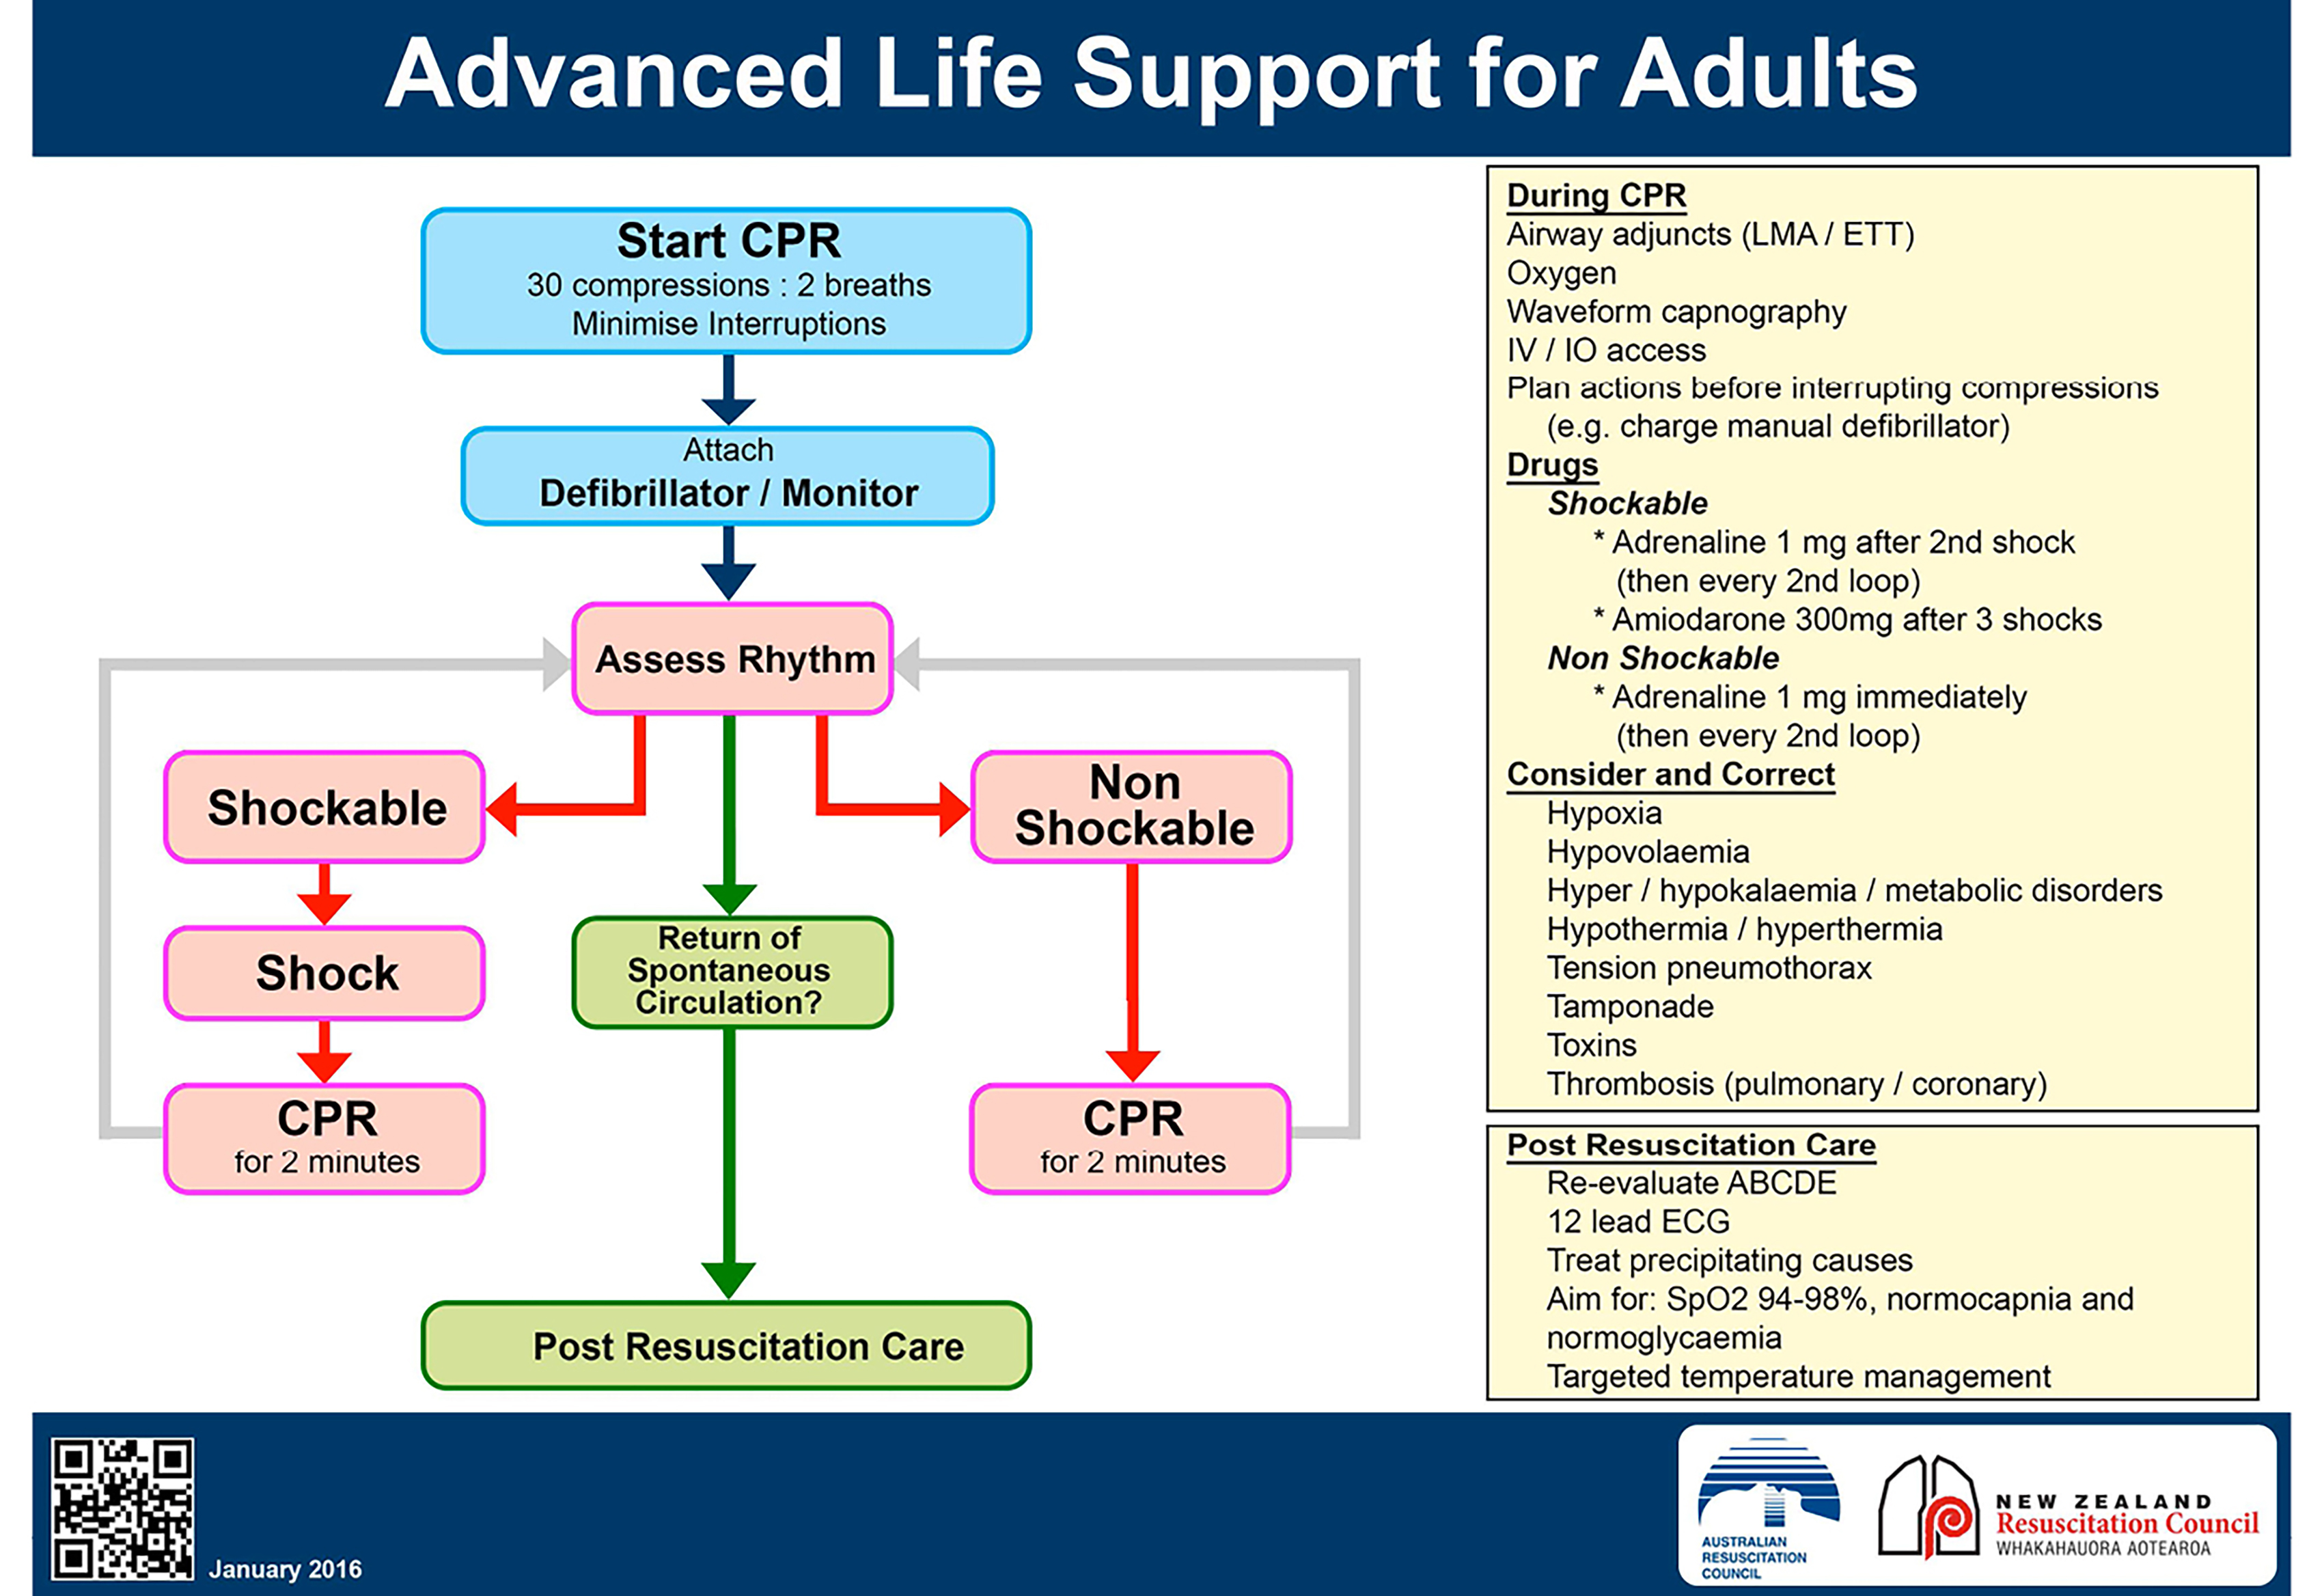 Advanced Life Support for Adults
Start CPR
30 compressions : 2 breaths
Minimise Interruptions
Attach
Defibrillator / Monitor
Assess Rhythm
Shockable
Non
Shockable
Shock
Return of
Spontaneous
Circulation?
CPR
for 2 minutes
CPR
for 2 minutes
Post Resuscitation Care
During CPR
Airway adjuncts (LMA / ETT)
Oxygen
Waveform capnography
IV / IO access
Plan actions before interrupting compressions
(e.g. charge manual defibrillator)
Drugs
Shockable
* Adrenaline 1 mg after 2nd shock
(then every 2nd loop)
* Amiodarone 300mg after 3 shocks
Non Shockable
* Adrenaline 1 mg immediately
(then every 2nd loop)
Consider and Correct
Hypoxia
Hypovolaemia
Hyper / hypokalaemia / metabolic disorders
Hypothermia / hyperthermia
Tension pneumothorax
Tamponade
Toxins
Thrombosis (pulmonary / coronary)
Post Resuscitation Care
Re-evaluate ABCDE
12 lead ECG
Treat precipitating causes
Aim for: SpO2 94-98%, normocapnia and
normoglycaemia
Targeted temperature management
January 2016
AUSTRALIAN
RESUSCITATION
COUNCIL
NEW ZEALAND
Resuscitation Council
WHAKAHAUORA AOTEAROA